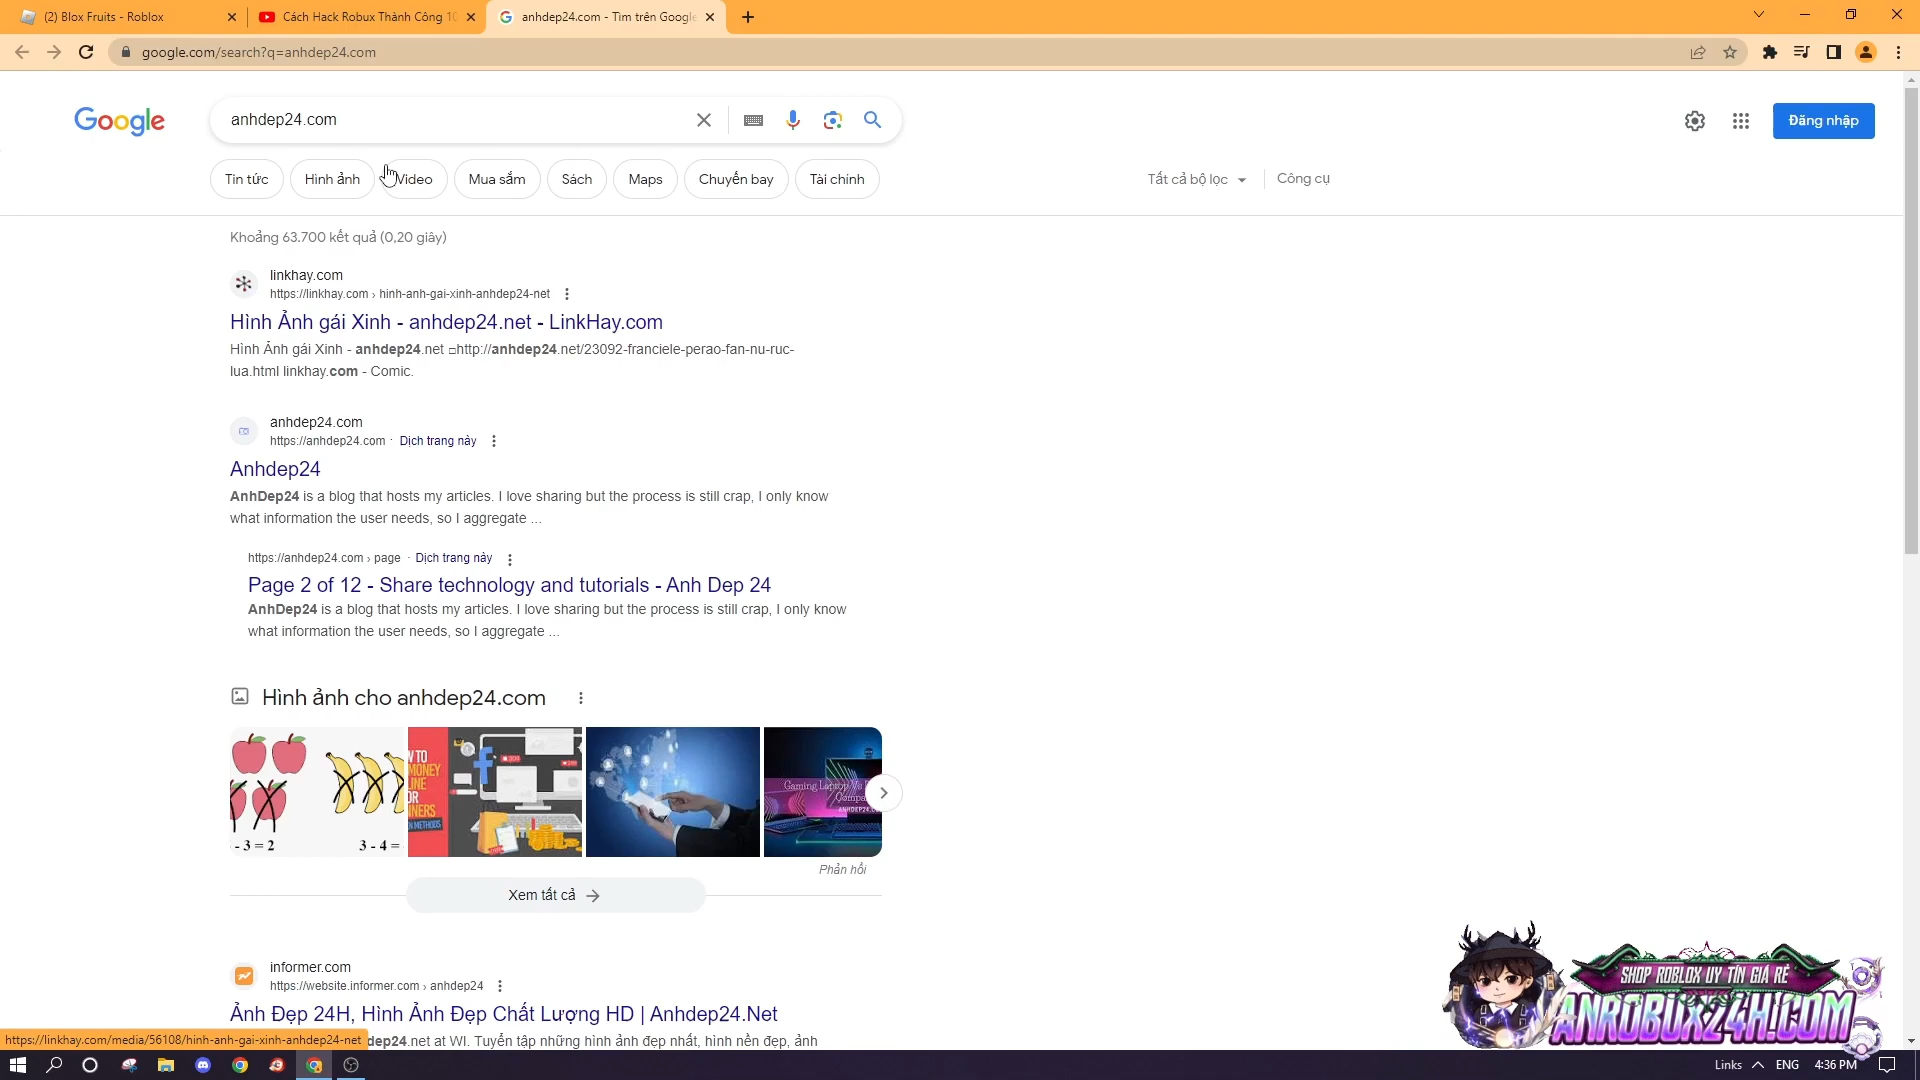 (2) Blox Fruits - Roblox
Cách Hack Robux Thành Công 10
anhdep24.com - Tìm trên Google
google.com/search?q=anhdep24.com
Google
anhdep24.com
Đăng nhập
Tin tức
Hình ảnh
Video
Mua sắm
Sách
Maps
Chuyến bay
Tài chính
Tất cả bộ lọc
Công cụ
Khoảng 63.700 kết quả (0,20 giây)
linkhay.com
https://linkhay.com › hinh-anh-gai-xinh-anhdep24-net
Hình Ảnh gái Xinh - anhdep24.net - LinkHay.com
Hình Ảnh gái Xinh - anhdep24.net □http://anhdep24.net/23092-franciele-perao-fan-nu-ruc-
lua.html linkhay.com - Comic.
anhdep24.com
https://anhdep24.com · Dịch trang này
Anhdep24
AnhDep24 is a blog that hosts my articles. I love sharing but the process is still crap, I only know
what information the user needs, so I aggregate ...
https://anhdep24.com › page · Dịch trang này
Page 2 of 12 - Share technology and tutorials - Anh Dep 24
AnhDep24 is a blog that hosts my articles. I love sharing but the process is still crap, I only know
what information the user needs, so I aggregate ...
Hình ảnh cho anhdep24.com
- 3 = 2
3 - 4 =
Gaming Laptop Vs
ANHDEP24.CO
Phản hồi
Xem tất cả
informer.com
https://website.informer.com › anhdep24
Ảnh Đẹp 24H, Hình Ảnh Đẹp Chất Lượng HD | Anhdep24.Net
dep24.net at WI. Tuyển tập những hình ảnh đẹp nhất, hình nền đẹp, ảnh
https://linkhay.com/media/56108/hinh-anh-gai-xinh-anhdep24-net
SHOP ROBLOX UY TÍN GIÁ RẺ
ANROBUX24H.COM
Links
ENG
4:36 PM